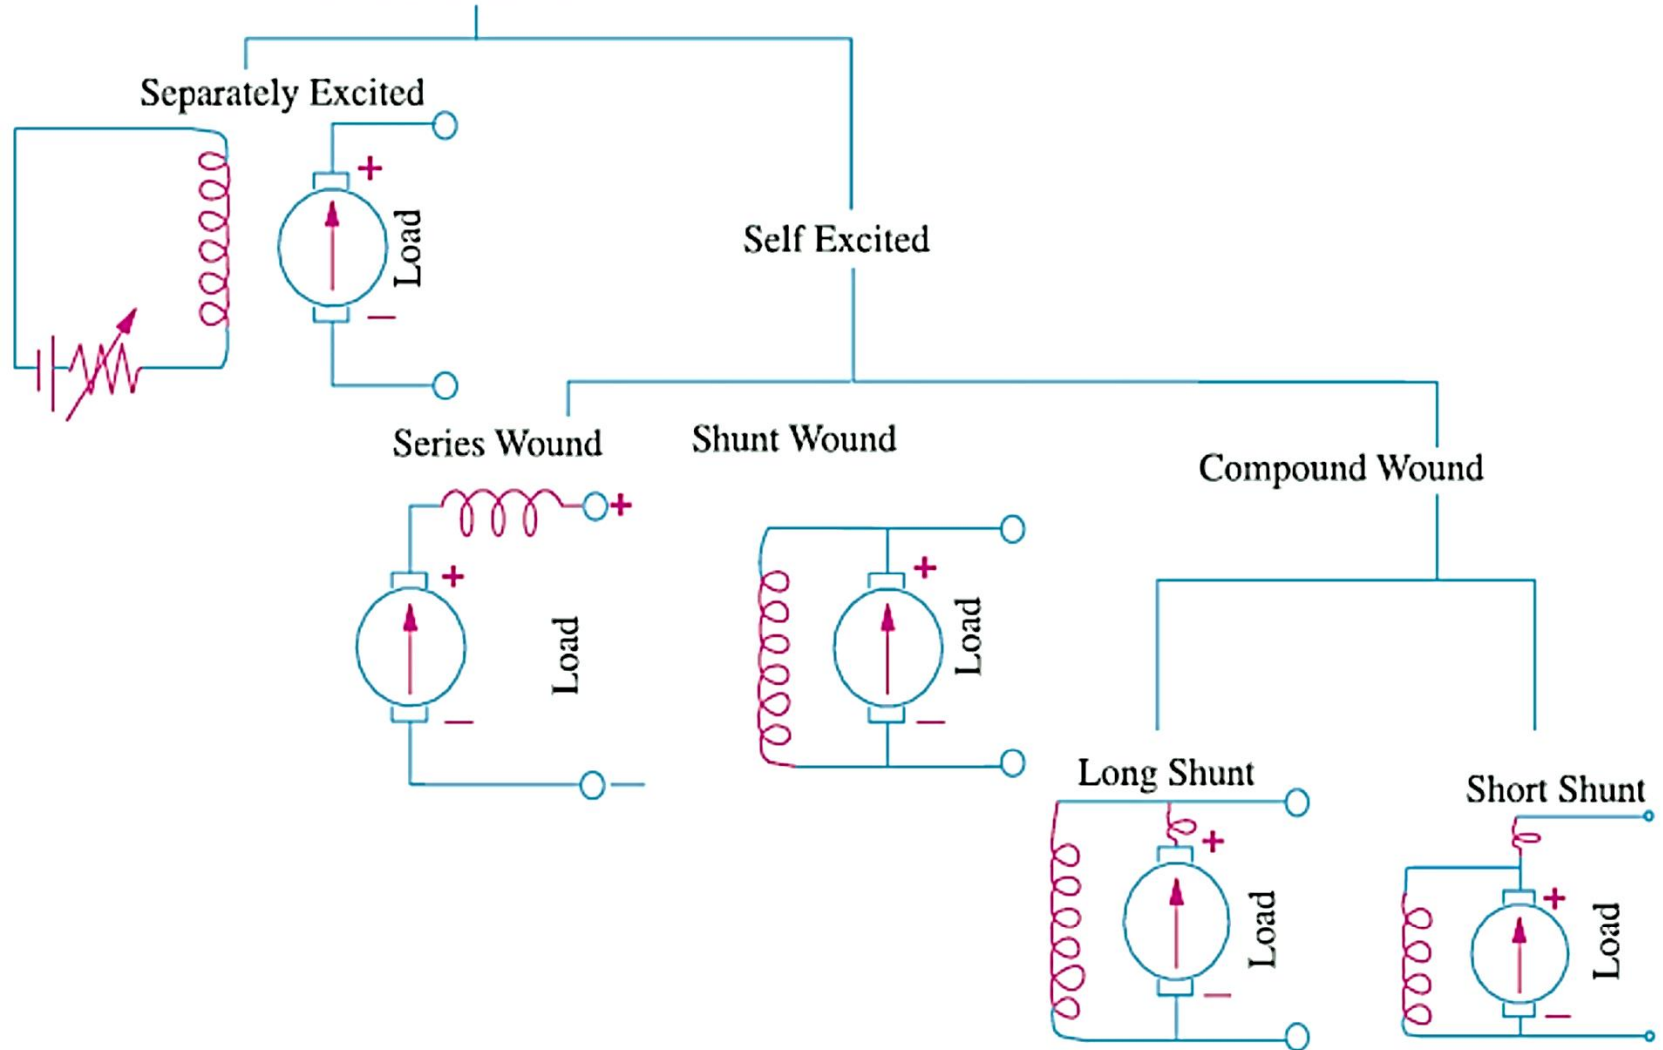 Separately Excited
+
Load
−
Self Excited
Series Wound
Shunt Wound
Compound Wound
+
+
Load
−
+
Load
−
Long Shunt
+
Load
−
Short Shunt
+
Load
−